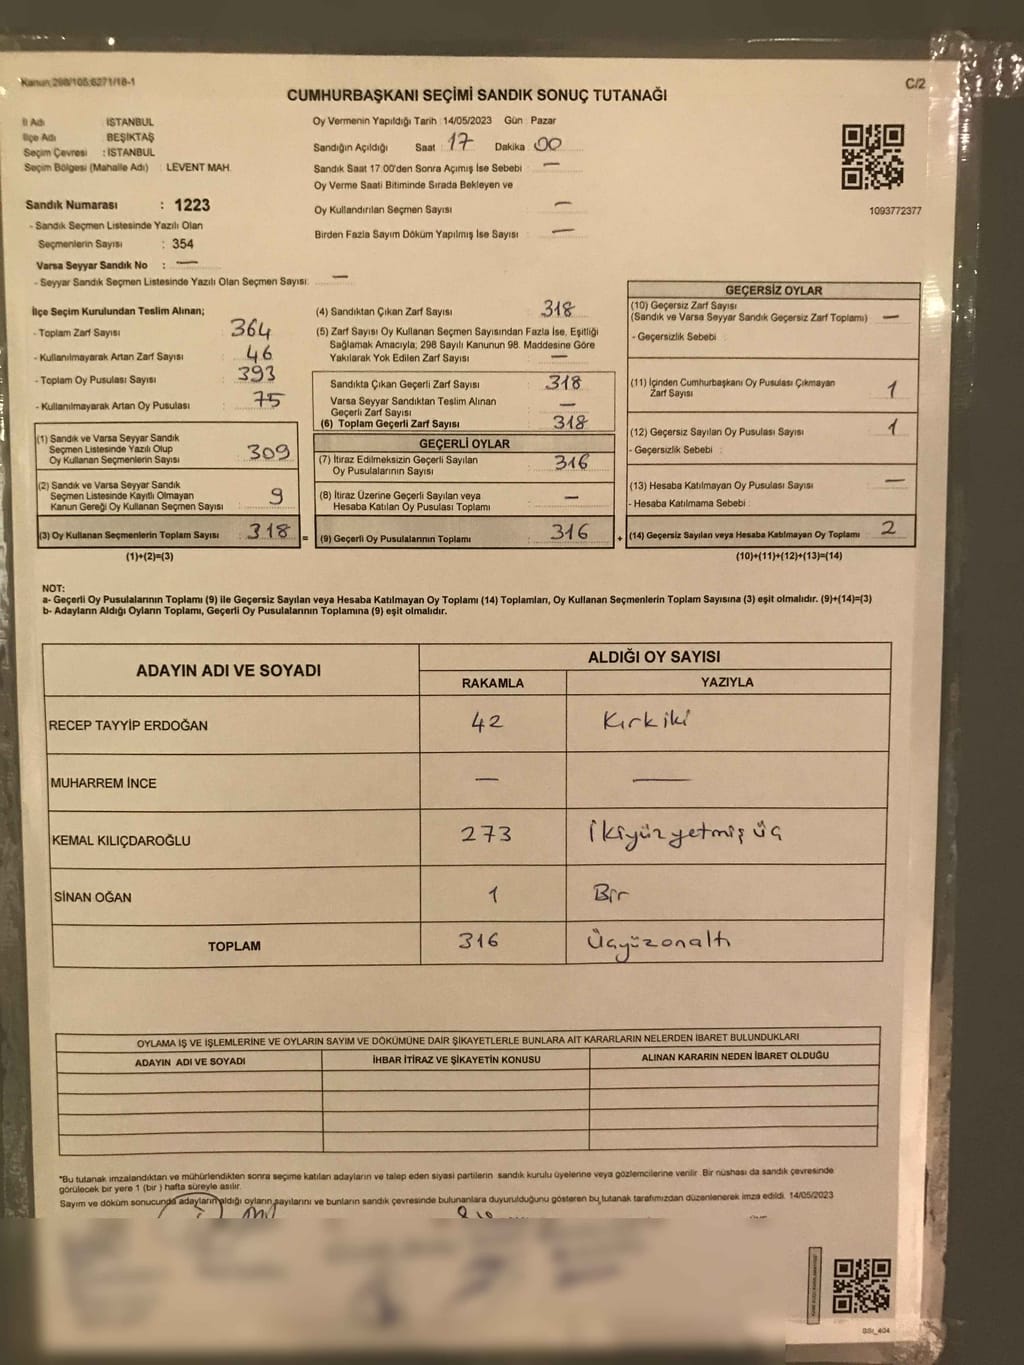 Kanun:298/105;6271/18-1
C/2
CUMHURBAŞKANI SEÇİMİ SANDIK SONUÇ TUTANAĞI
İl Adı : İSTANBUL
İlçe Adı : BEŞİKTAŞ
Seçim Çevresi : İSTANBUL
Seçim Bölgesi (Mahalle Adı) : LEVENT MAH.
Oy Vermenin Yapıldığı Tarih :14/05/2023 Gün : Pazar
Sandığın Açıldığı Saat : 17 Dakika : 00
Sandık Saat 17:00'den Sonra Açımış İse Sebebi : —
Oy Verme Saati Bitiminde Sırada Bekleyen ve
Oy Kullandırılan Seçmen Sayısı : —
Birden Fazla Sayım Döküm Yapılmış İse Sayısı : —
1093772377
Sandık Numarası : 1223
- Sandık Seçmen Listesinde Yazılı Olan
Seçmenlerin Sayısı : 354
Varsa Seyyar Sandık No : —
- Seyyar Sandık Seçmen Listesinde Yazılı Olan Seçmen Sayısı: —
İlçe Seçim Kurulundan Teslim Alınan;
- Toplam Zarf Sayısı : 364
- Kullanılmayarak Artan Zarf Sayısı : 46
- Toplam Oy Pusulası Sayısı : 393
- Kullanılmayarak Artan Oy Pusulası : 75
(1) Sandık ve Varsa Seyyar Sandık
Seçmen Listesinde Yazılı Olup
Oy Kullanan Seçmenlerin Sayısı : 309
(2) Sandık ve Varsa Seyyar Sandık
Seçmen Listesinde Kayıtlı Olmayan
Kanun Gereği Oy Kullanan Seçmen Sayısı : 9
(3) Oy Kullanan Seçmenlerin Toplam Sayısı : 318 =
(1)+(2)=(3)
(4) Sandıktan Çıkan Zarf Sayısı : 318
(5) Zarf Sayısı Oy Kullanan Seçmen Sayısından Fazla İse, Eşitliği
Sağlamak Amacıyla; 298 Sayılı Kanunun 98. Maddesine Göre
Yakılarak Yok Edilen Zarf Sayısı : —
Sandıkta Çıkan Geçerli Zarf Sayısı : 318
Varsa Seyyar Sandıktan Teslim Alınan
Geçerli Zarf Sayısı : —
(6) Toplam Geçerli Zarf Sayısı : 318
GEÇERLİ OYLAR
(7) İtiraz Edilmeksizin Geçerli Sayılan
Oy Pusulalarının Sayısı : 316
(8) İtiraz Üzerine Geçerli Sayılan veya
Hesaba Katılan Oy Pusulası Toplamı : —
(9) Geçerli Oy Pusulalarının Toplamı : 316 +
GEÇERSİZ OYLAR
(10) Geçersiz Zarf Sayısı
(Sandık ve Varsa Seyyar Sandık Geçersiz Zarf Toplamı) : —
- Geçersizlik Sebebi :
(11) İçinden Cumhurbaşkanı Oy Pusulası Çıkmayan
Zarf Sayısı : 1
(12) Geçersiz Sayılan Oy Pusulası Sayısı : 1
- Geçersizlik Sebebi :
(13) Hesaba Katılmayan Oy Pusulası Sayısı : —
- Hesaba Katılmama Sebebi :
(14) Geçersiz Sayılan veya Hesaba Katılmayan Oy Toplamı : 2
(10)+(11)+(12)+(13)=(14)
NOT:
a- Geçerli Oy Pusulalarının Toplamı (9) ile Geçersiz Sayılan veya Hesaba Katılmayan Oy Toplamı (14) Toplamları, Oy Kullanan Seçmenlerin Toplam Sayısına (3) eşit olmalıdır. (9)+(14)=(3)
b- Adayların Aldığı Oyların Toplamı, Geçerli Oy Pusulalarının Toplamına (9) eşit olmalıdır.
ADAYIN ADI VE SOYADI ALDIĞI OY SAYISI
RAKAMLA YAZIYLA
RECEP TAYYİP ERDOĞAN 42 Kırkiki
MUHARREM İNCE — —
KEMAL KILIÇDAROĞLU 273 İkiyüzyetmiş üç
SİNAN OĞAN 1 Bir
TOPLAM 316 Üçyüzonaltı
OYLAMA İŞ VE İŞLEMLERİNE VE OYLARIN SAYIM VE DÖKÜMÜNE DAİR ŞİKAYETLERLE BUNLARA AİT KARARLARIN NELERDEN İBARET BULUNDUKLARI
ADAYIN ADI VE SOYADI İHBAR İTİRAZ VE ŞİKAYETİN KONUSU ALINAN KARARIN NEDEN İBARET OLDUĞU
*Bu tutanak imzalandıktan ve mühürlendikten sonra seçime katılan adayların ve talep eden siyasi partilerin sandık kurulu üyelerine veya gözlemcilerine verilir. Bir nüshası da sandık çevresinde
görülecek bir yere 1 (bir ) hafta süreyle asılır.
Sayım ve döküm sonucunda adayların aldığı oyların sayılarını ve bunların sandık çevresinde bulunanlara duyurulduğunu gösteren bu tutanak tarafımızdan düzenlenerek imza edildi. 14/05/2023
BSt_404